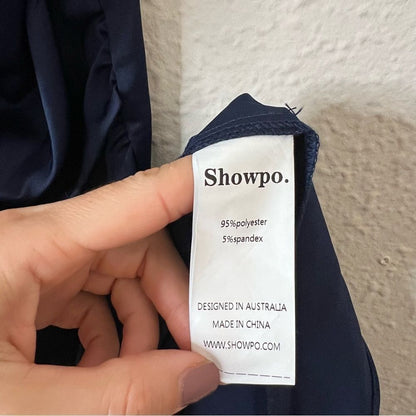 Showpo.
95%polyester
5%spandex
DESIGNED IN AUSTRALIA
MADE IN CHINA
WWW.SHOWPO.COM